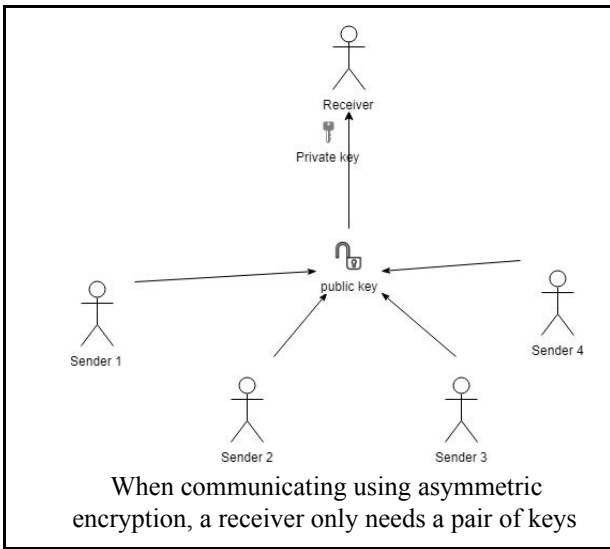 Receiver
Private key
public key
Sender 1
Sender 4
Sender 2
Sender 3
When communicating using asymmetric
encryption, a receiver only needs a pair of keys